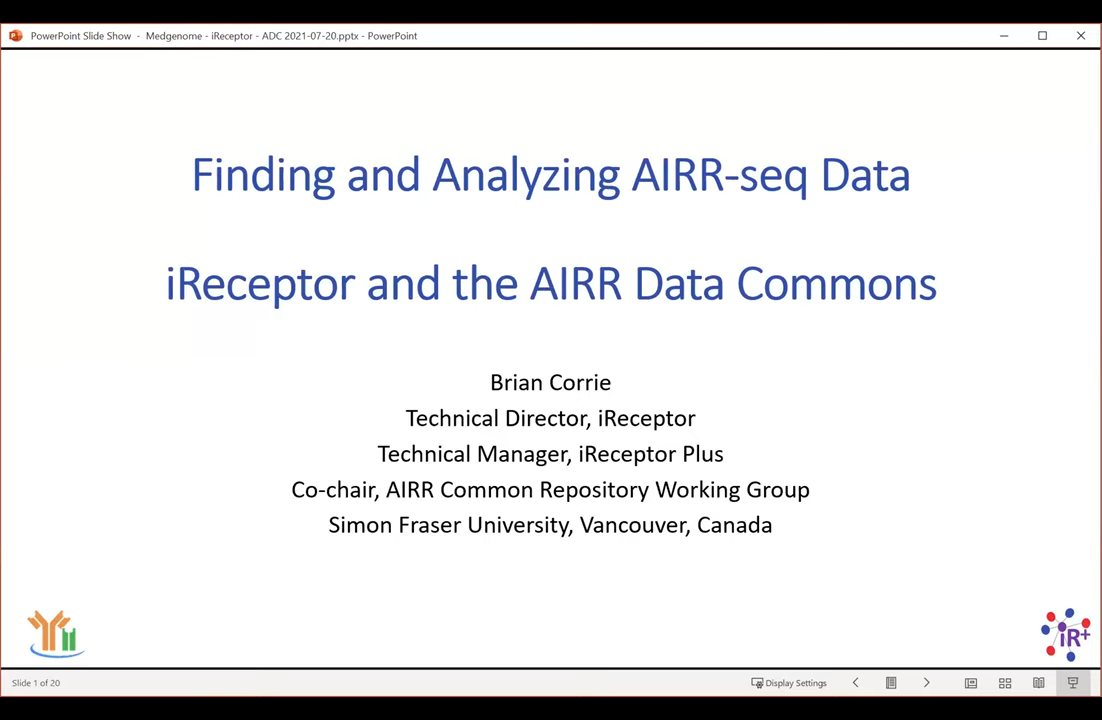 PowerPoint Slide Show - Medgenome - iReceptor - ADC 2021-07-20.pptx - PowerPoint
Finding and Analyzing AIRR-seq Data
iReceptor and the AIRR Data Commons
Brian Corrie
Technical Director, iReceptor
Technical Manager, iReceptor Plus
Co-chair, AIRR Common Repository Working Group
Simon Fraser University, Vancouver, Canada
iR+
Slide 1 of 20
Display Settings